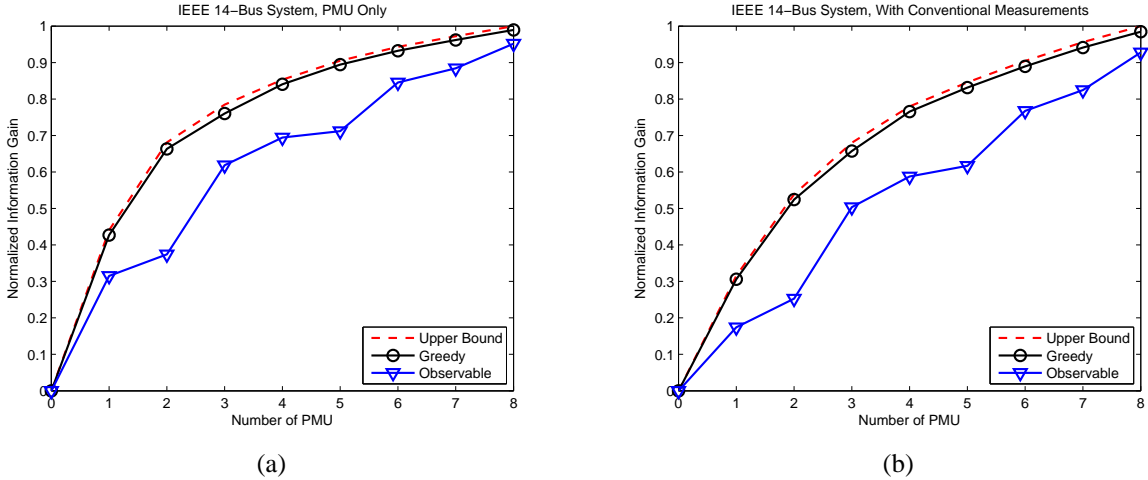 IEEE 14−Bus System, PMU Only
1
0.9
0.8
0.7
0.6
0.5
0.4
0.3
0.2
0.1
0
Normalized Information Gain
Upper Bound
Greedy
Observable
0 1 2 3 4 5 6 7 8
Number of PMU
(a)
IEEE 14−Bus System, With Conventional Measurements
1
0.9
0.8
0.7
0.6
0.5
0.4
0.3
0.2
0.1
0
Normalized Information Gain
Upper Bound
Greedy
Observable
0 1 2 3 4 5 6 7 8
Number of PMU
(b)